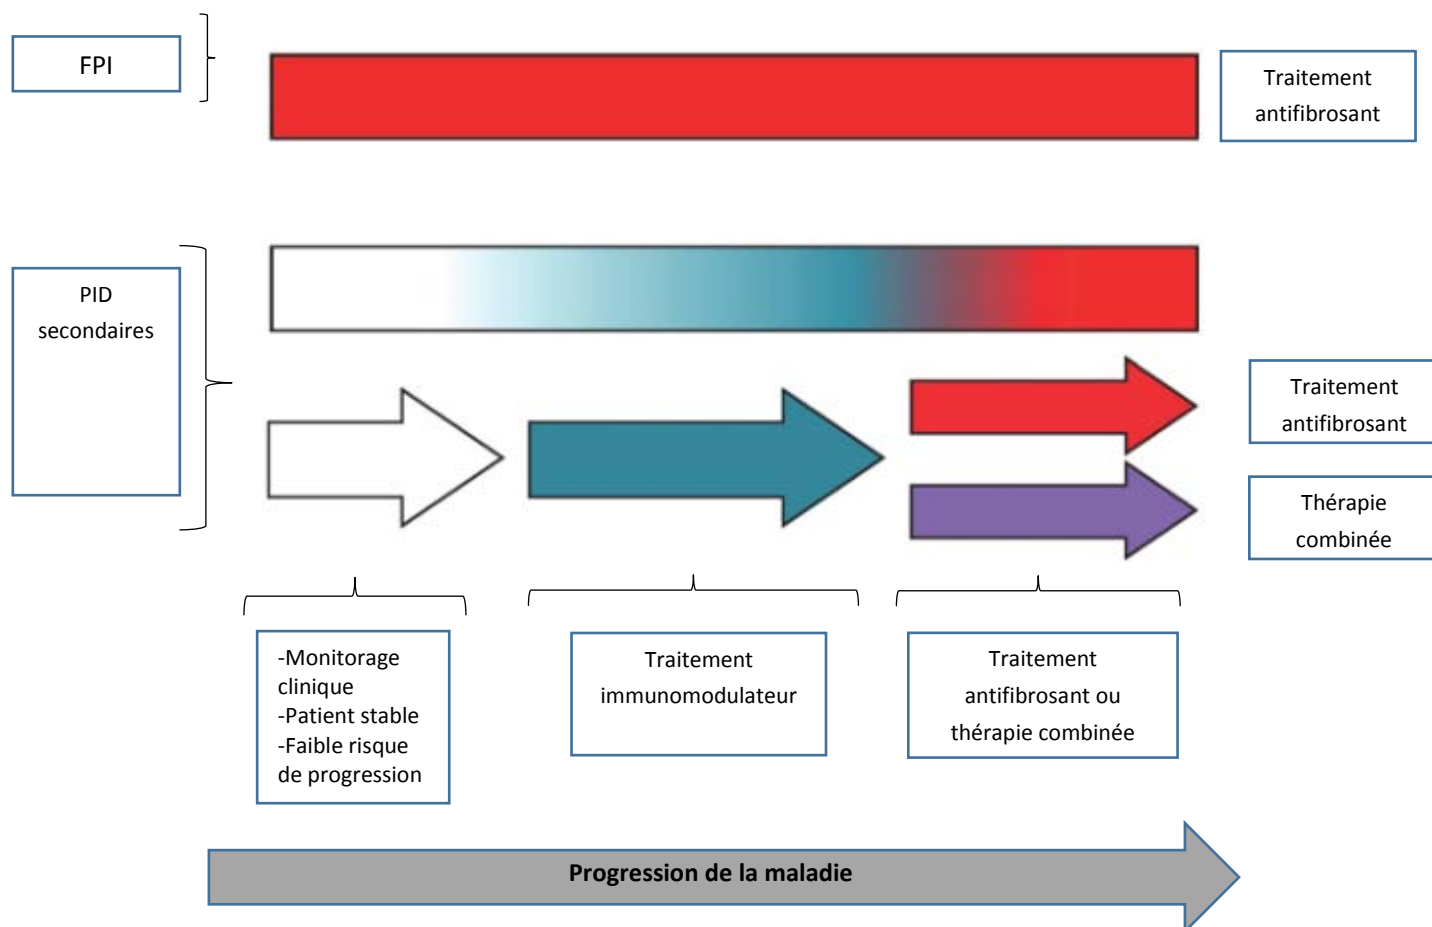 FPI
Traitement
antifibrosant
PID
secondaires
Traitement
antifibrosant
Thérapie
combinée
-Monitorage
clinique
-Patient stable
-Faible risque
de progression
Traitement
immunomodulateur
Traitement
antifibrosant ou
thérapie combinée
Progression de la maladie